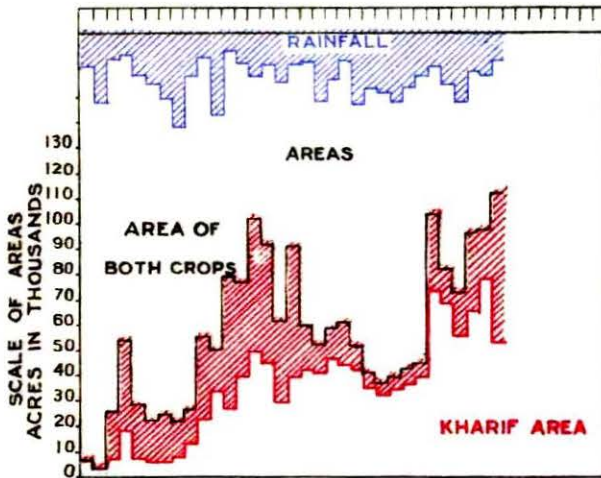 RAINFALL
AREAS
AREA OF
BOTH CROPS
KHARIF AREA
SCALE OF AREAS
ACRES IN THOUSANDS
130
120
110
100
90
80
70
60
50
40
30
20
10
0